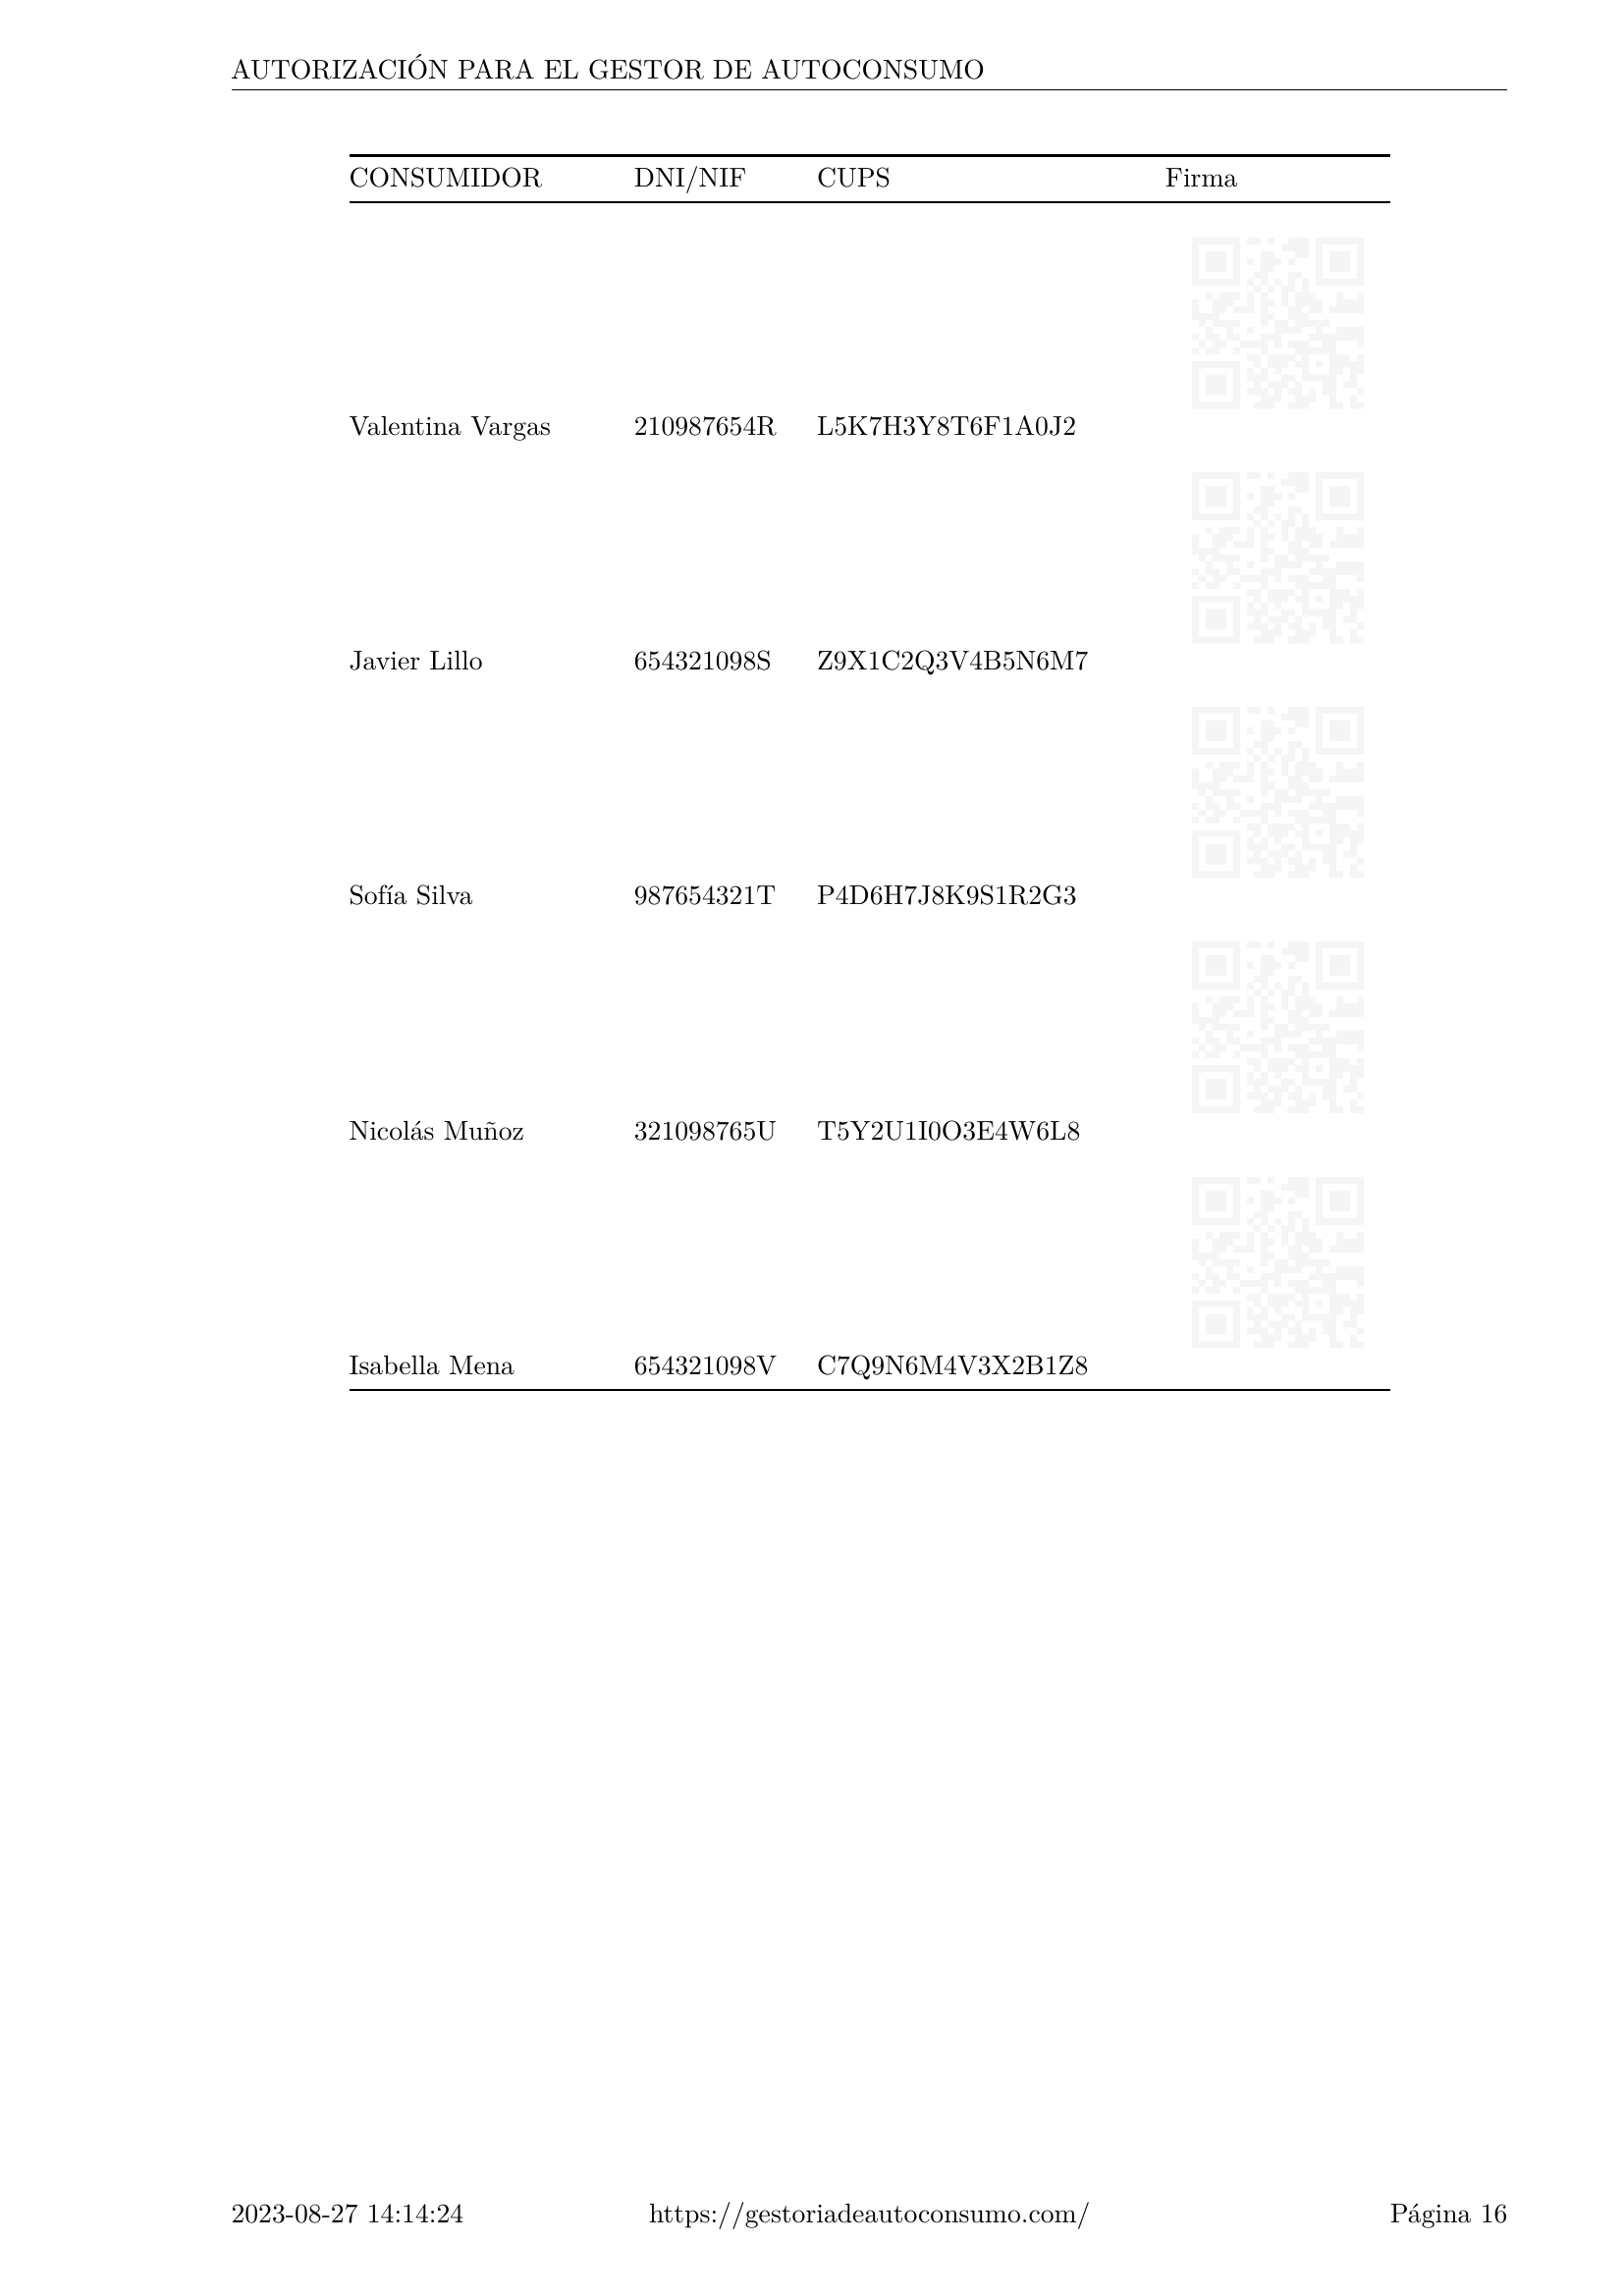 AUTORIZACIÓN PARA EL GESTOR DE AUTOCONSUMO
CONSUMIDOR DNI/NIF CUPS Firma
Valentina Vargas 210987654R L5K7H3Y8T6F1A0J2
Javier Lillo 654321098S Z9X1C2Q3V4B5N6M7
Sofía Silva 987654321T P4D6H7J8K9S1R2G3
Nicolás Muñoz 321098765U T5Y2U1I0O3E4W6L8
Isabella Mena 654321098V C7Q9N6M4V3X2B1Z8
2023-08-27 14:14:24 https://gestoriadeautoconsumo.com/ Página 16